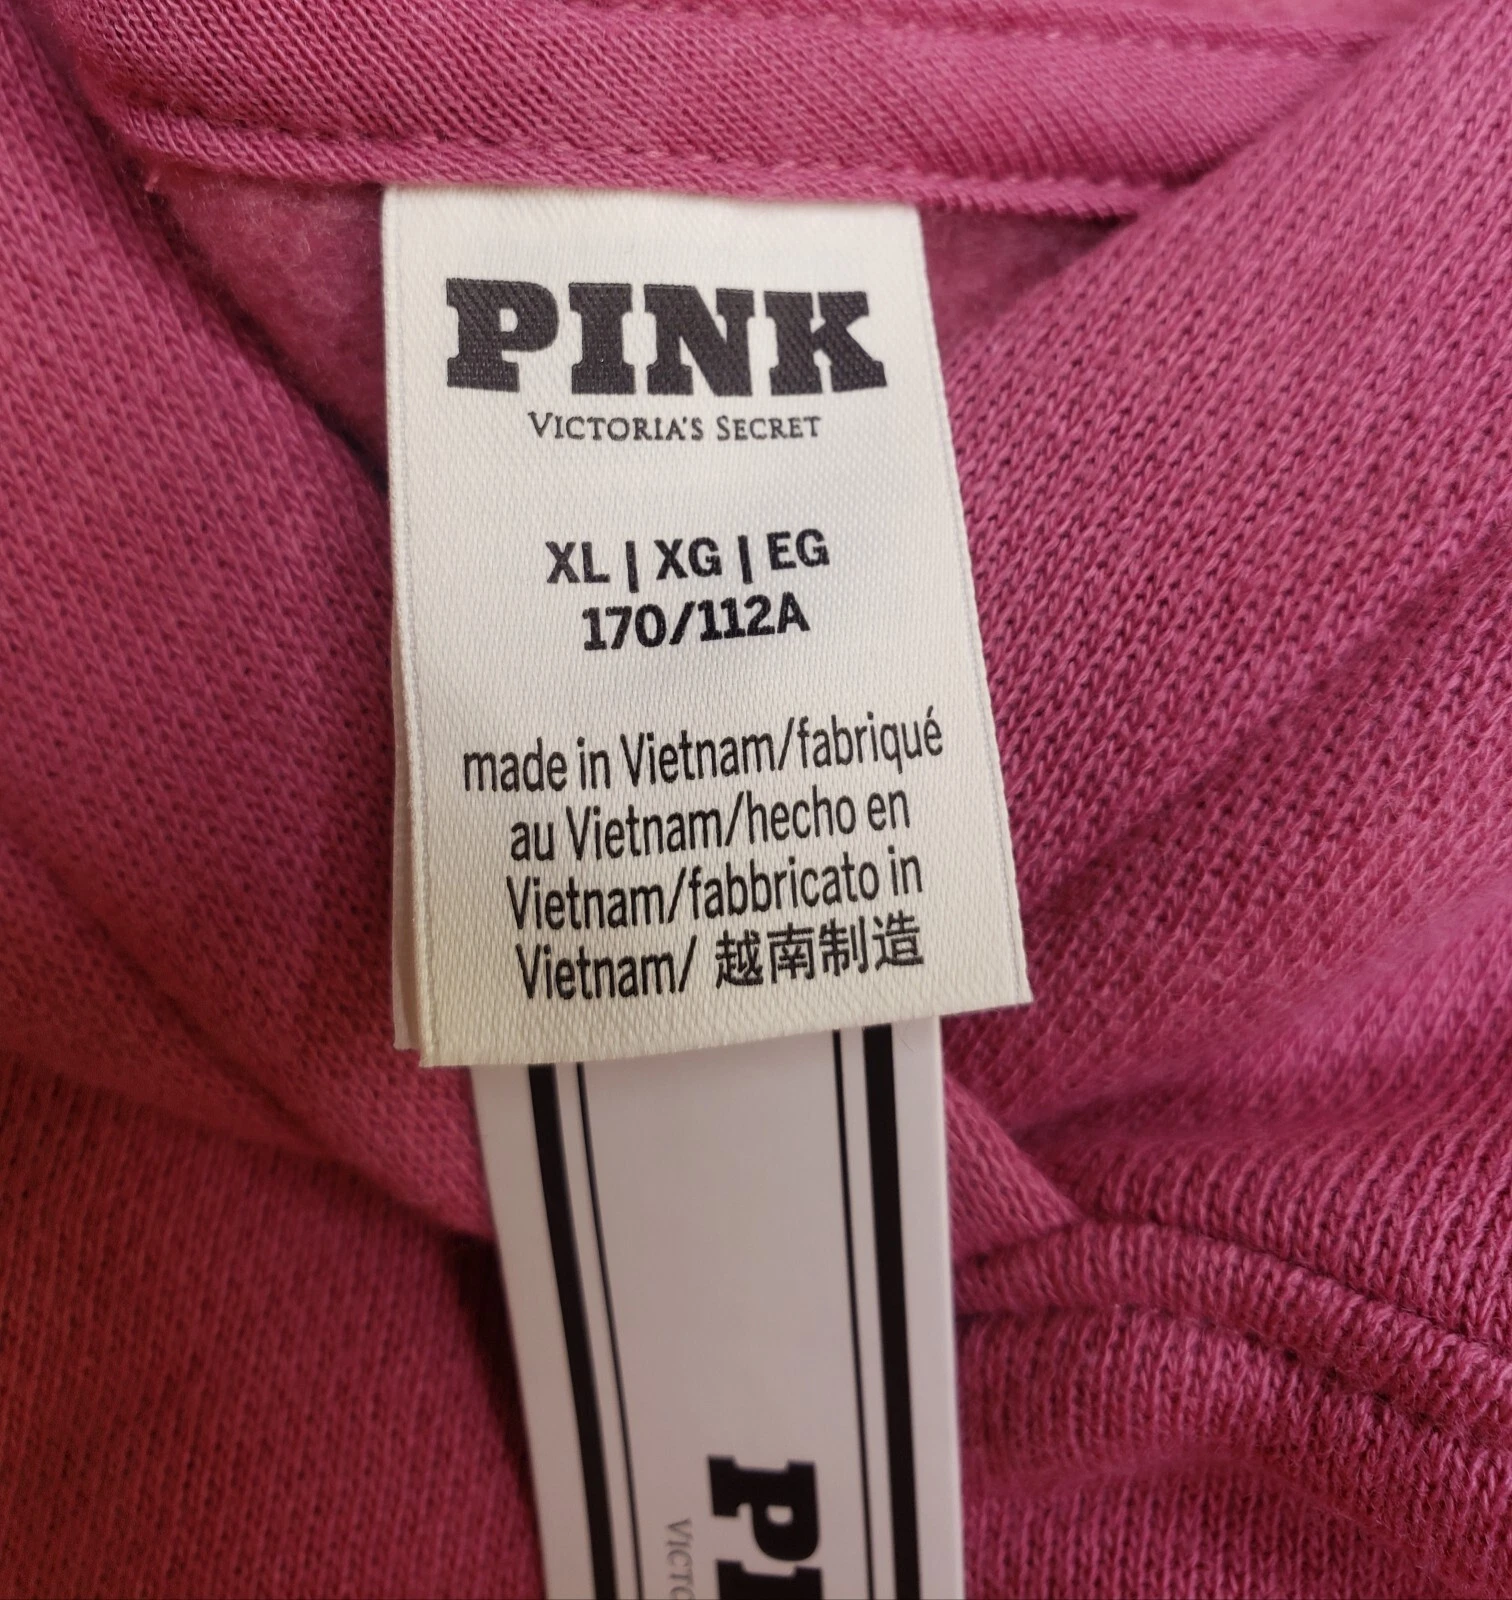 PINK
VICTORIA'S SECRET
XL | XG | EG
170/112A
made in Vietnam/fabriqué
au Vietnam/hecho en
Vietnam/fabbricato in
Vietnam/ 越南制造
PI
VICTO